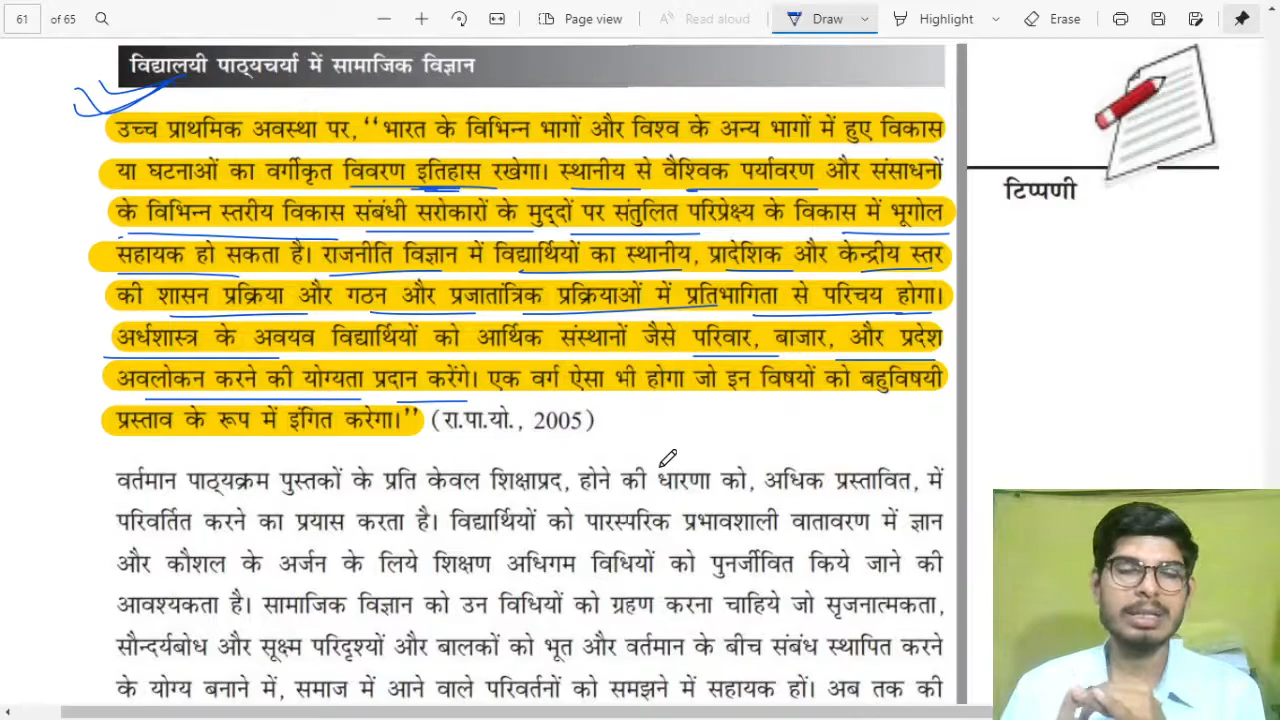 61 of 65 Page view Read aloud Draw Highlight Erase
विद्यालयी पाठ्यचर्या में सामाजिक विज्ञान
उच्च प्राथमिक अवस्था पर, ‘‘भारत के विभिन्न भागों और विश्व के अन्य भागों में हुए विकास
या घटनाओं का वर्गीकृत विवरण इतिहास रखेगा। स्थानीय से वैश्विक पर्यावरण और संसाधनों
के विभिन्न स्तरीय विकास संबंधी सरोकारों के मुद्दों पर संतुलित परिप्रेक्ष्य के विकास में भूगोल
सहायक हो सकता है। राजनीति विज्ञान में विद्यार्थियों का स्थानीय, प्रादेशिक और केन्द्रीय स्तर
की शासन प्रक्रिया और गठन और प्रजातांत्रिक प्रक्रियाओं में प्रतिभागिता से परिचय होगा।
अर्धशास्त्र के अवयव विद्यार्थियों को आर्थिक संस्थानों जैसे परिवार, बाजार, और प्रदेश
अवलोकन करने की योग्यता प्रदान करेंगे। एक वर्ग ऐसा भी होगा जो इन विषयों को बहुविषयी
प्रस्ताव के रूप में इंगित करेगा।’’ (रा.पा.यो., 2005)
टिप्पणी
वर्तमान पाठ्यक्रम पुस्तकों के प्रति केवल शिक्षाप्रद, होने की धारणा को, अधिक प्रस्तावित, में
परिवर्तित करने का प्रयास करता है। विद्यार्थियों को पारस्परिक प्रभावशाली वातावरण में ज्ञान
और कौशल के अर्जन के लिये शिक्षण अधिगम विधियों को पुनर्जीवित किये जाने की
आवश्यकता है। सामाजिक विज्ञान को उन विधियों को ग्रहण करना चाहिये जो सृजनात्मकता,
सौन्दर्यबोध और सूक्ष्म परिदृश्यों और बालकों को भूत और वर्तमान के बीच संबंध स्थापित करने
के योग्य बनाने में, समाज में आने वाले परिवर्तनों को समझने में सहायक हों। अब तक की